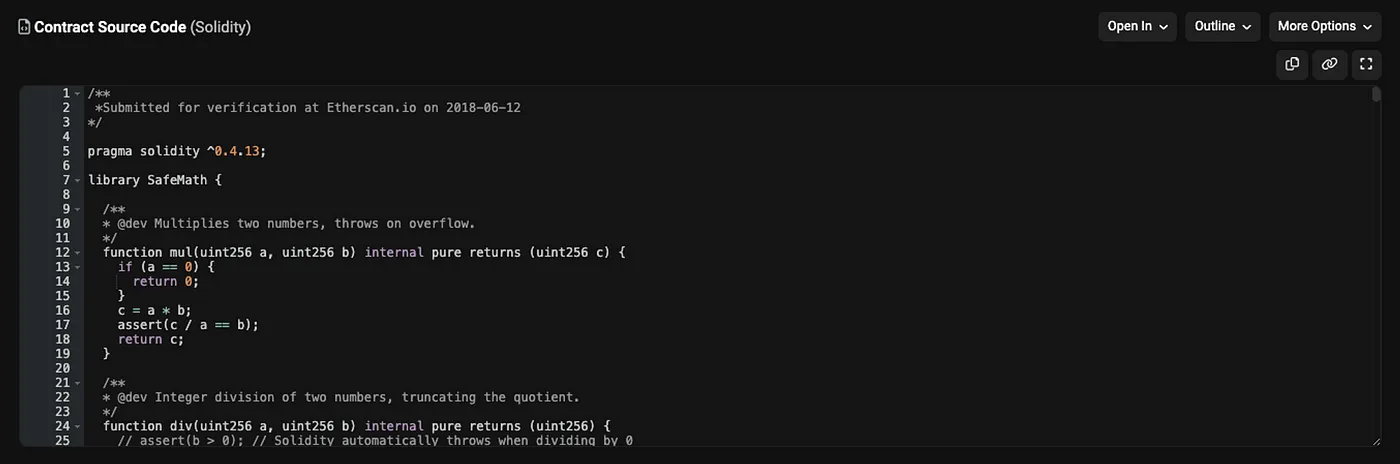 Contract Source Code (Solidity)
Open In
Outline
More Options
1 /**
2 *Submitted for verification at Etherscan.io on 2018-06-12
3 */
4
5 pragma solidity ^0.4.13;
6
7 library SafeMath {
8
9 /**
10 * @dev Multiplies two numbers, throws on overflow.
11 */
12 function mul(uint256 a, uint256 b) internal pure returns (uint256 c) {
13 if (a == 0) {
14 return 0;
15 }
16 c = a * b;
17 assert(c / a == b);
18 return c;
19 }
20
21 /**
22 * @dev Integer division of two numbers, truncating the quotient.
23 */
24 function div(uint256 a, uint256 b) internal pure returns (uint256) {
25 // assert(b > 0); // Solidity automatically throws when dividing by 0